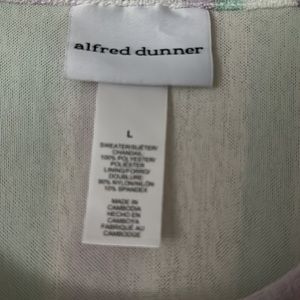 alfred dunner
L
SWEATER/SUÉTER/
CHANDAIL
100% POLYESTER/
POLIESTER
LINING/FORRO/
DOUBLURE
90% NYLON/NILÓN
10% SPANDEX
MADE IN
CAMBODIA
HECHO EN
CAMBOYA
FABRIQUÉ AU
CAMBODGE